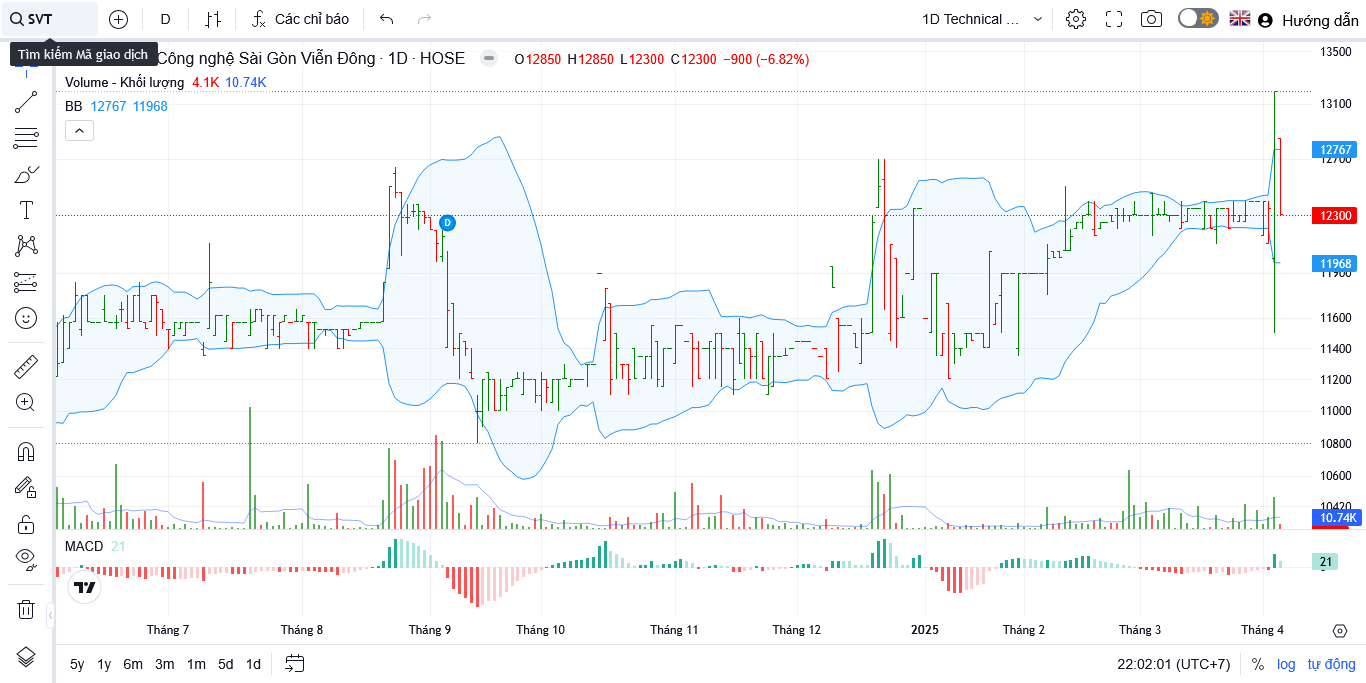 SVT D Các chỉ báo 1D Technical ... Hướng dẫn
Tìm kiếm Mã giao dịch
Công nghệ Sài Gòn Viễn Đông · 1D · HOSE O12850 H12850 L12300 C12300 −900 (−6.82%)
Volume - Khối lượng 4.1K 10.74K
BB 12767 11968
D
13500
13100
12767
12700
12300
11968
11900
11600
11400
11200
11000
10800
10600
10420
10.74K
MACD 21
21
Tháng 7 Tháng 8 Tháng 9 Tháng 10 Tháng 11 Tháng 12 2025 Tháng 2 Tháng 3 Tháng 4
5y 1y 6m 3m 1m 5d 1d 22:02:01 (UTC+7) % log tự động